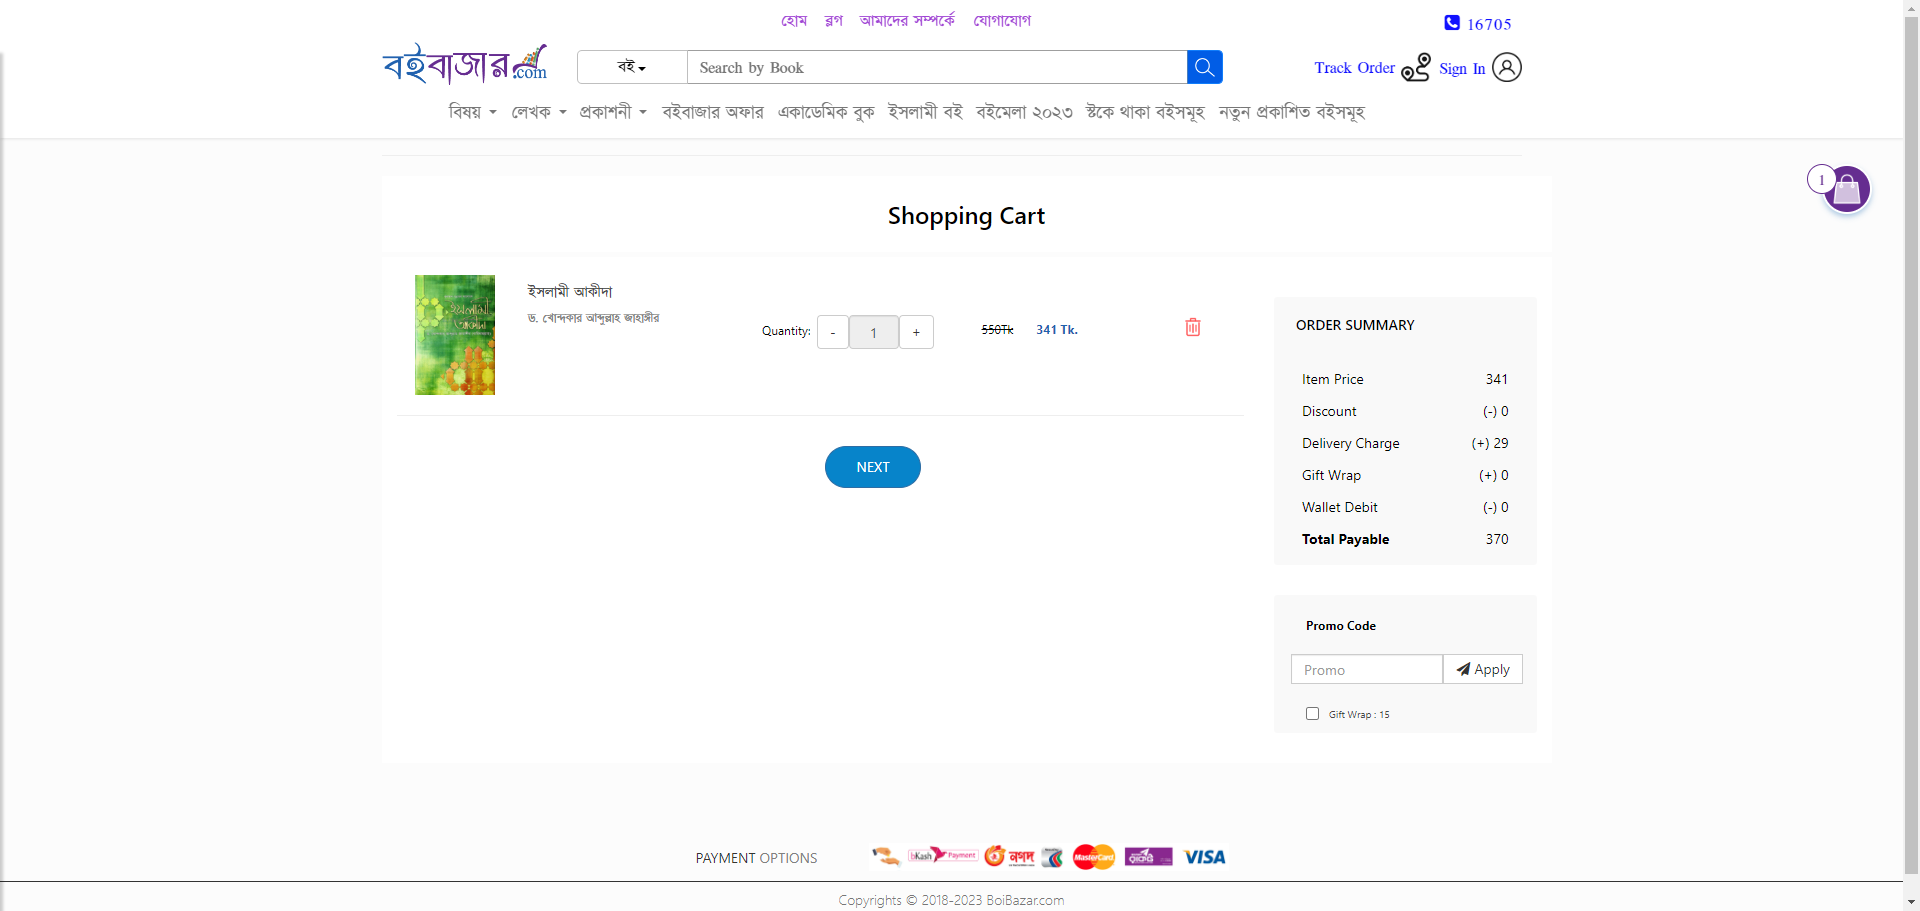 হোম ব্লগ আমাদের সম্পর্কে যোগাযোগ
16705
বইবাজার.com
বই
Search by Book
Track Order
Sign In
বিষয় লেখক প্রকাশনী বইবাজার অফার একাডেমিক বুক ইসলামী বই বইমেলা ২০২৩ স্টকে থাকা বইসমূহ নতুন প্রকাশিত বইসমূহ
1
Shopping Cart
ইসলামী আকীদা
ইসলামী আকীদা
ড. খোন্দকার আব্দুল্লাহ জাহাঙ্গীর
Quantity: - 1 + 550Tk 341 Tk.
NEXT
ORDER SUMMARY
Item Price 341
Discount (-) 0
Delivery Charge (+) 29
Gift Wrap (+) 0
Wallet Debit (-) 0
Total Payable 370
Promo Code
Promo Apply
Gift Wrap : 15
PAYMENT OPTIONS bKash Payment নগদ MasterCard রকেট VISA
Copyrights © 2018-2023 BoiBazar.com